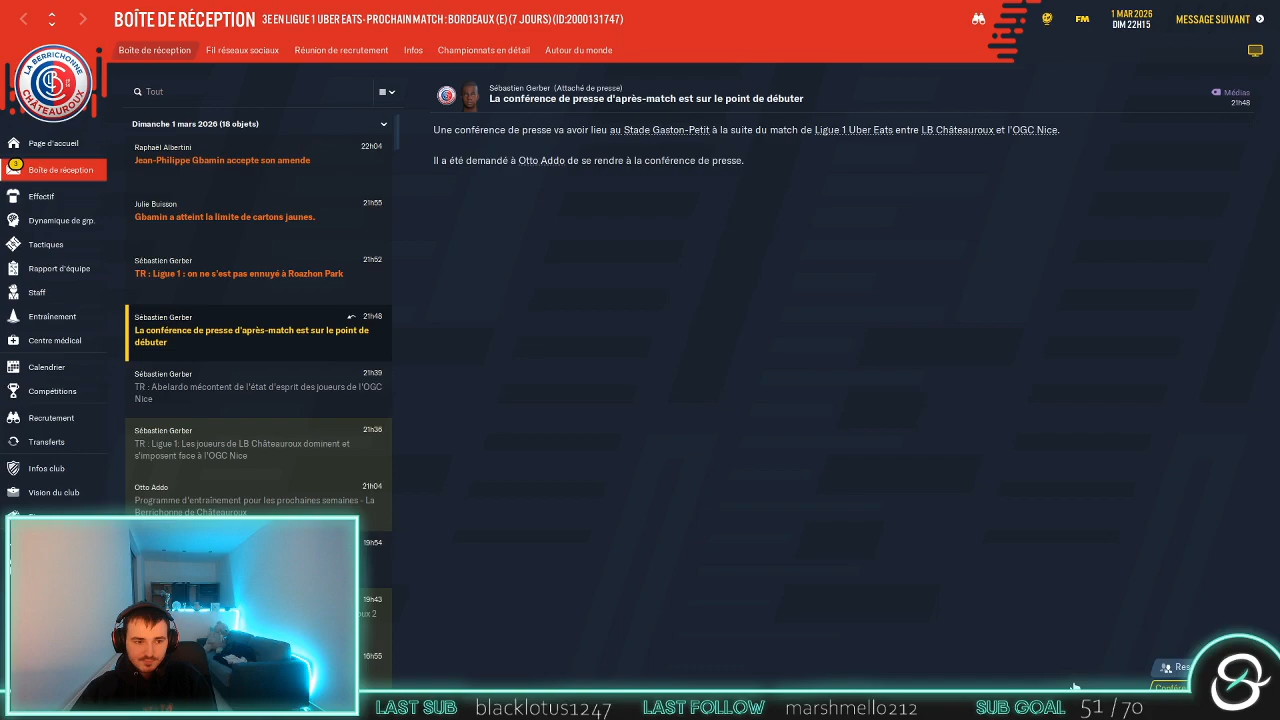 BOÎTE DE RÉCEPTION
3E EN LIGUE 1 UBER EATS - PROCHAIN MATCH : BORDEAUX (E) (7 JOURS) (ID:2000131747)
FM
1 MAR 2026
DIM 22H15
MESSAGE SUIVANT
Boîte de réception
Fil réseaux sociaux
Réunion de recrutement
Infos
Championnats en détail
Autour du monde
LA BERRICHONNE
CHÂTEAUROUX
Page d'accueil
3
Boîte de réception
Effectif
Dynamique de grp.
Tactiques
Rapport d'équipe
Staff
Entraînement
Centre médical
Calendrier
Compétitions
Recrutement
Transferts
Infos club
Vision du club
Tout
Dimanche 1 mars 2026 (18 objets)
Raphaël Albertini
22h04
Jean-Philippe Gbamin accepte son amende
Julie Buisson
21h55
Gbamin a atteint la limite de cartons jaunes.
Sébastien Gerber
21h52
TR : Ligue 1 : on ne s'est pas ennuyé à Roazhon Park
Sébastien Gerber
21h48
La conférence de presse d'après-match est sur le point de
débuter
Sébastien Gerber
21h39
TR : Abelardo mécontent de l'état d'esprit des joueurs de l'OGC
Nice
Sébastien Gerber
21h36
TR : Ligue 1: Les joueurs de LB Châteauroux dominent et
s'imposent face à l'OGC Nice
Otto Addo
21h04
Programme d'entraînement pour les prochaines semaines - La
Berrichonne de Châteauroux
19h54
19h43
oux 2
16h55
Sébastien Gerber (Attaché de presse)
La conférence de presse d'après-match est sur le point de débuter
Médias
21h48
Une conférence de presse va avoir lieu au Stade Gaston-Petit à la suite du match de Ligue 1 Uber Eats entre LB Châteauroux et l'OGC Nice.
Il a été demandé à Otto Addo de se rendre à la conférence de presse.
Res
Confére
LAST SUB
blacklotus1247
LAST FOLLOW
marshmello212
SUB GOAL
51 / 70